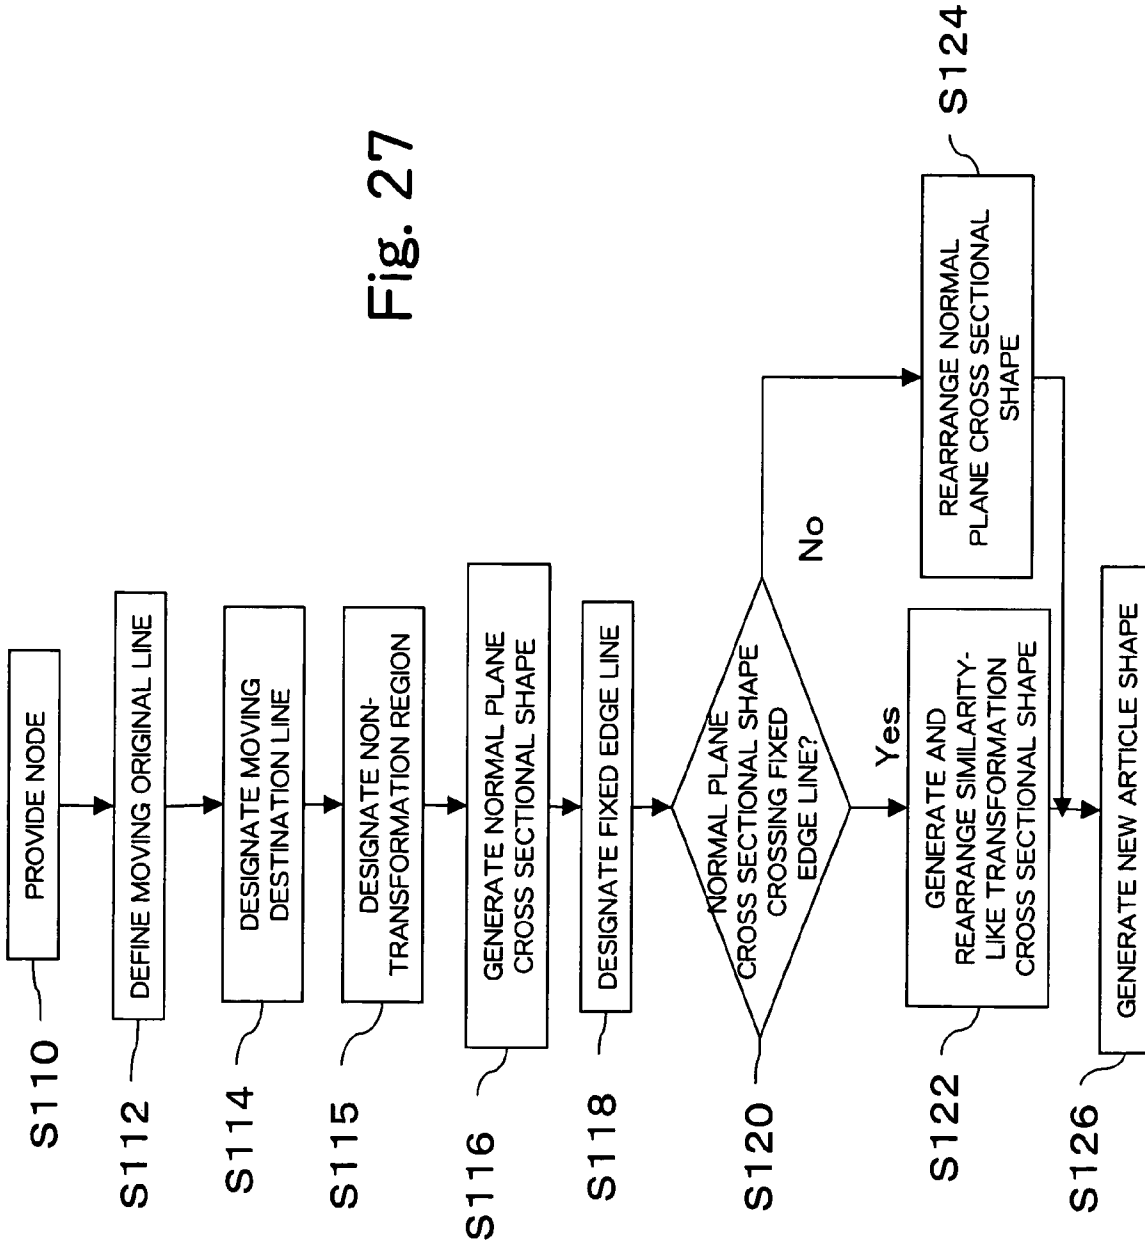 Fig. 27
S110
PROVIDE NODE
S112
DEFINE MOVING ORIGINAL LINE
S114
DESIGNATE MOVING
DESTINATION LINE
S115
DESIGNATE NON-
TRANSFORMATION REGION
S116
GENERATE NORMAL PLANE
CROSS SECTIONAL SHAPE
S118
DESIGNATE FIXED EDGE LINE
S120
NORMAL PLANE
CROSS SECTIONAL SHAPE
CROSSING FIXED
EDGE LINE?
Yes
No
S122
GENERATE AND
REARRANGE SIMILARITY-
LIKE TRANSFORMATION
CROSS SECTIONAL SHAPE
S124
REARRANGE NORMAL
PLANE CROSS SECTIONAL
SHAPE
S126
GENERATE NEW ARTICLE SHAPE